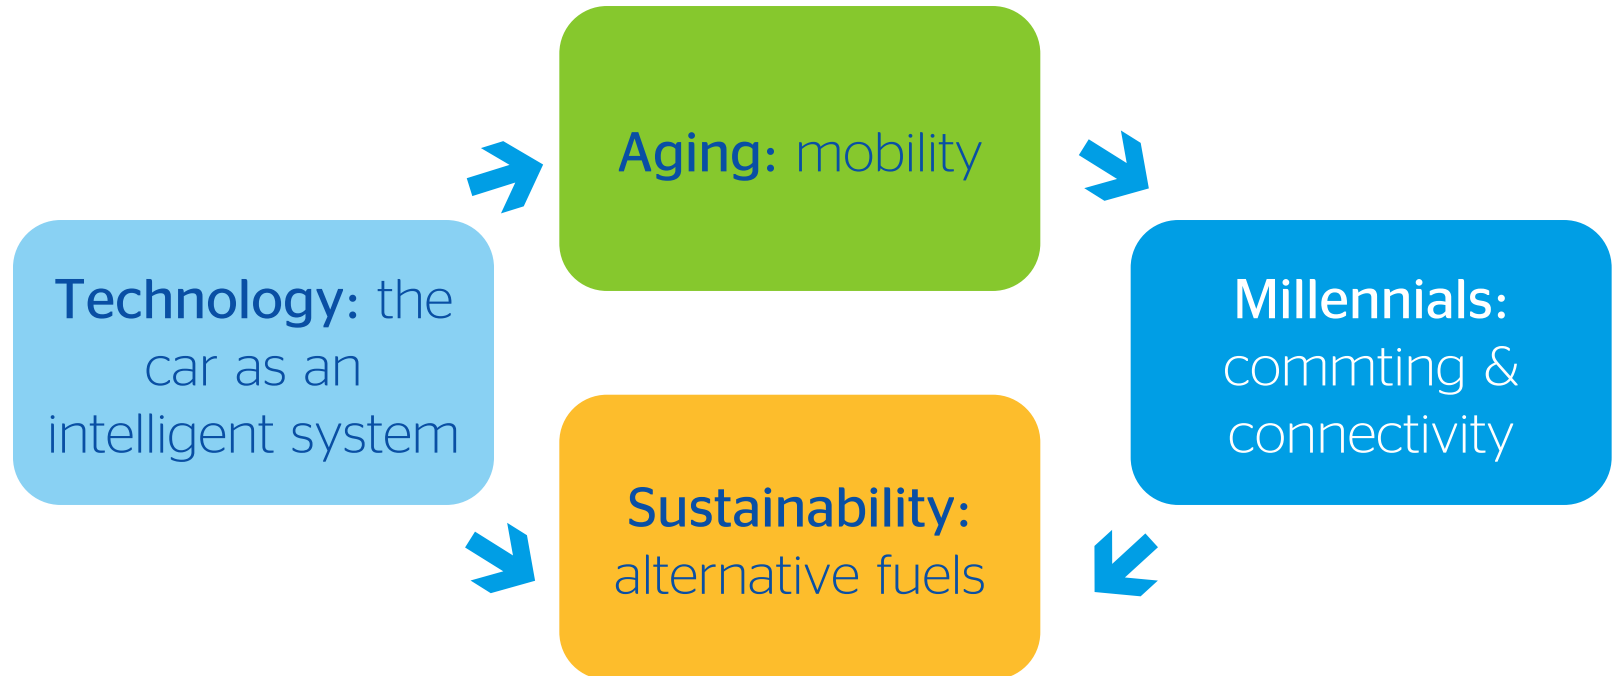 Aging: mobility
Technology: the
car as an
intelligent system
Millennials:
commting &
connectivity
Sustainability:
alternative fuels